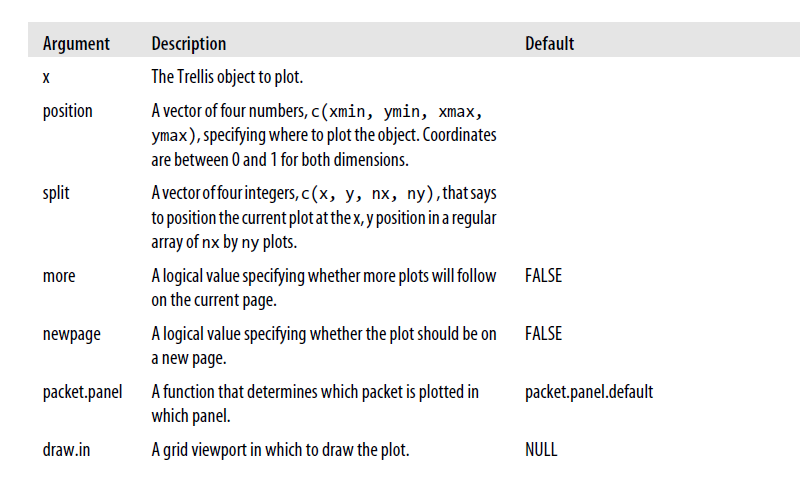 Argument Description Default
x The Trellis object to plot.
position A vector of four numbers, c(xmin, ymin, xmax,
ymax), specifying where to plot the object. Coordinates
are between 0 and 1 for both dimensions.
split A vector of four integers, c(x, y, nx, ny), that says
to position the current plot at the x, y position in a regular
array of nx by ny plots.
more A logical value specifying whether more plots will follow FALSE
on the current page.
newpage A logical value specifying whether the plot should be on FALSE
a new page.
packet.panel A function that determines which packet is plotted in packet.panel.default
which panel.
draw.in A grid viewport in which to draw the plot. NULL